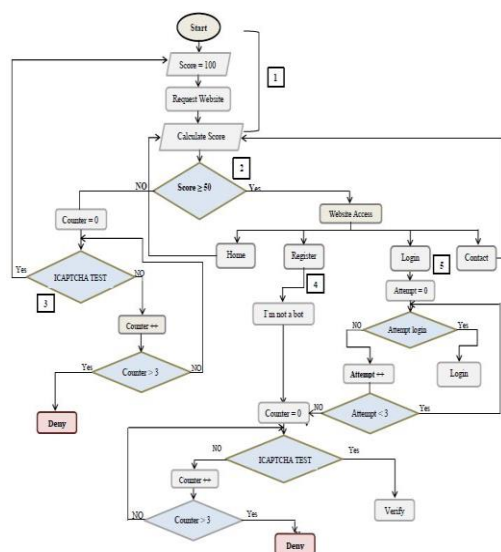 Start
Score = 100
1
Request Website
Calculate Score
2
NO
Score ≥ 50
Yes
Counter = 0
Website Access
Yes
ICAPTCHA TEST
NO
3
Home
Register
Login
Contact
4
5
Attempt = 0
I'm not a bot
NO
Attempt login
Yes
Counter ++
Login
Attempt ++
Yes
Counter > 3
NO
Deny
Counter = 0
NO
Attempt < 3
Yes
NO
ICAPTCHA TEST
Yes
Counter ++
Verify
NO
Counter > 3
Yes
Deny